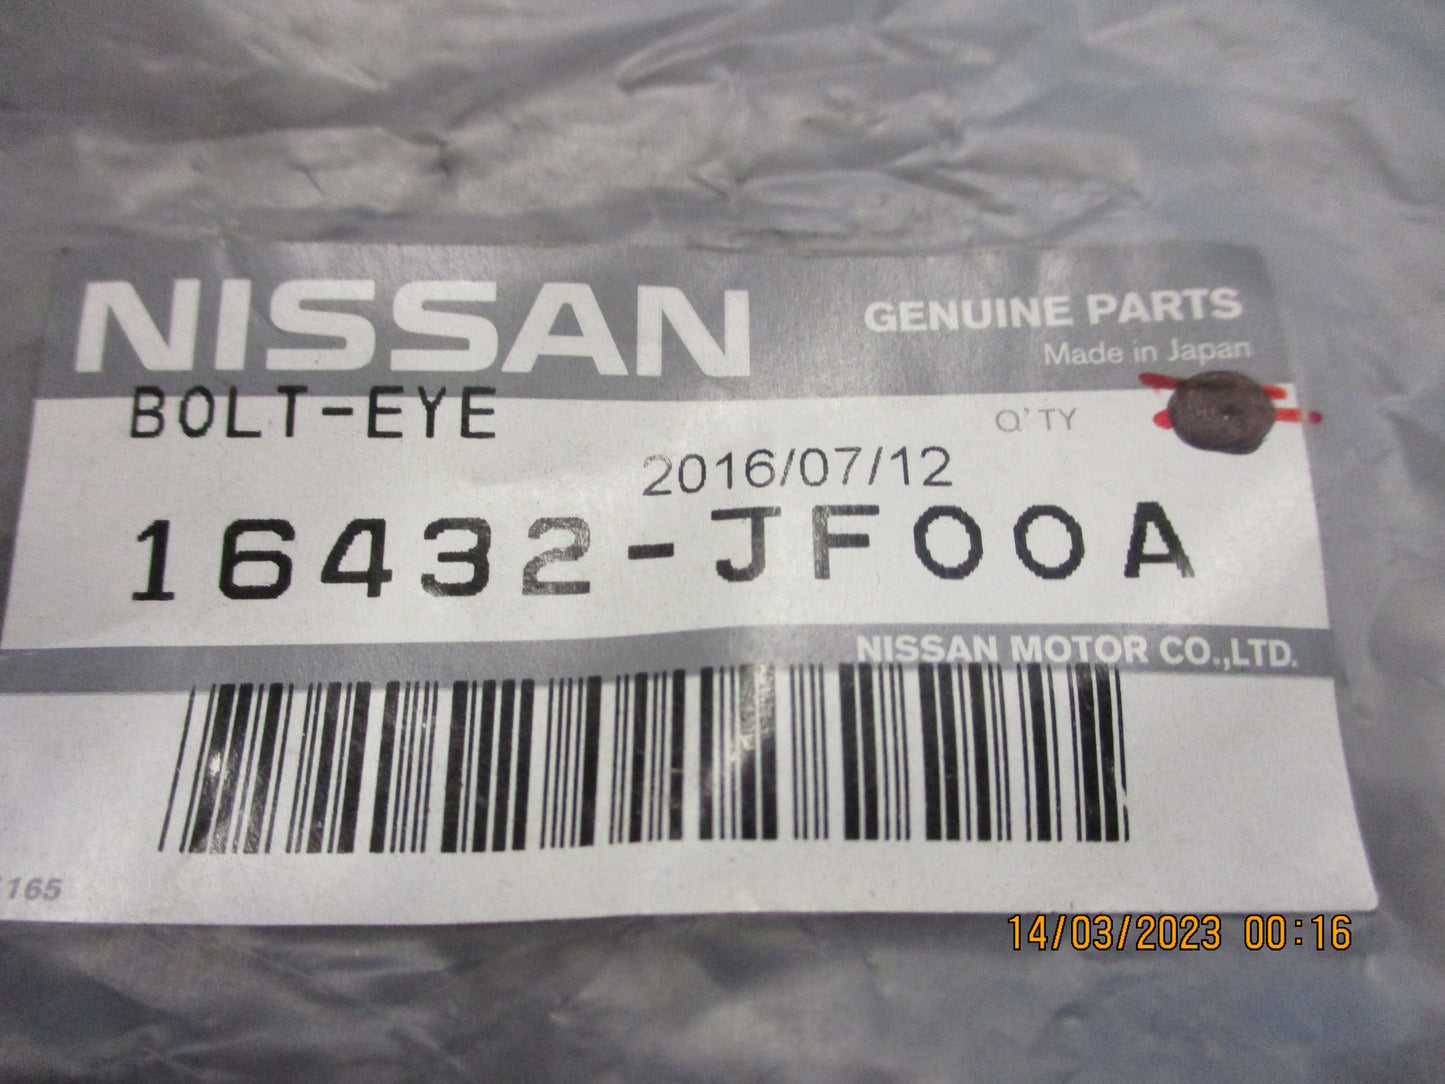 NISSAN
GENUINE PARTS
Made in Japan
BOLT-EYE
Q'TY
2016/07/12
16432-JF00A
NISSAN MOTOR CO.,LTD.
165
14/03/2023 00:16